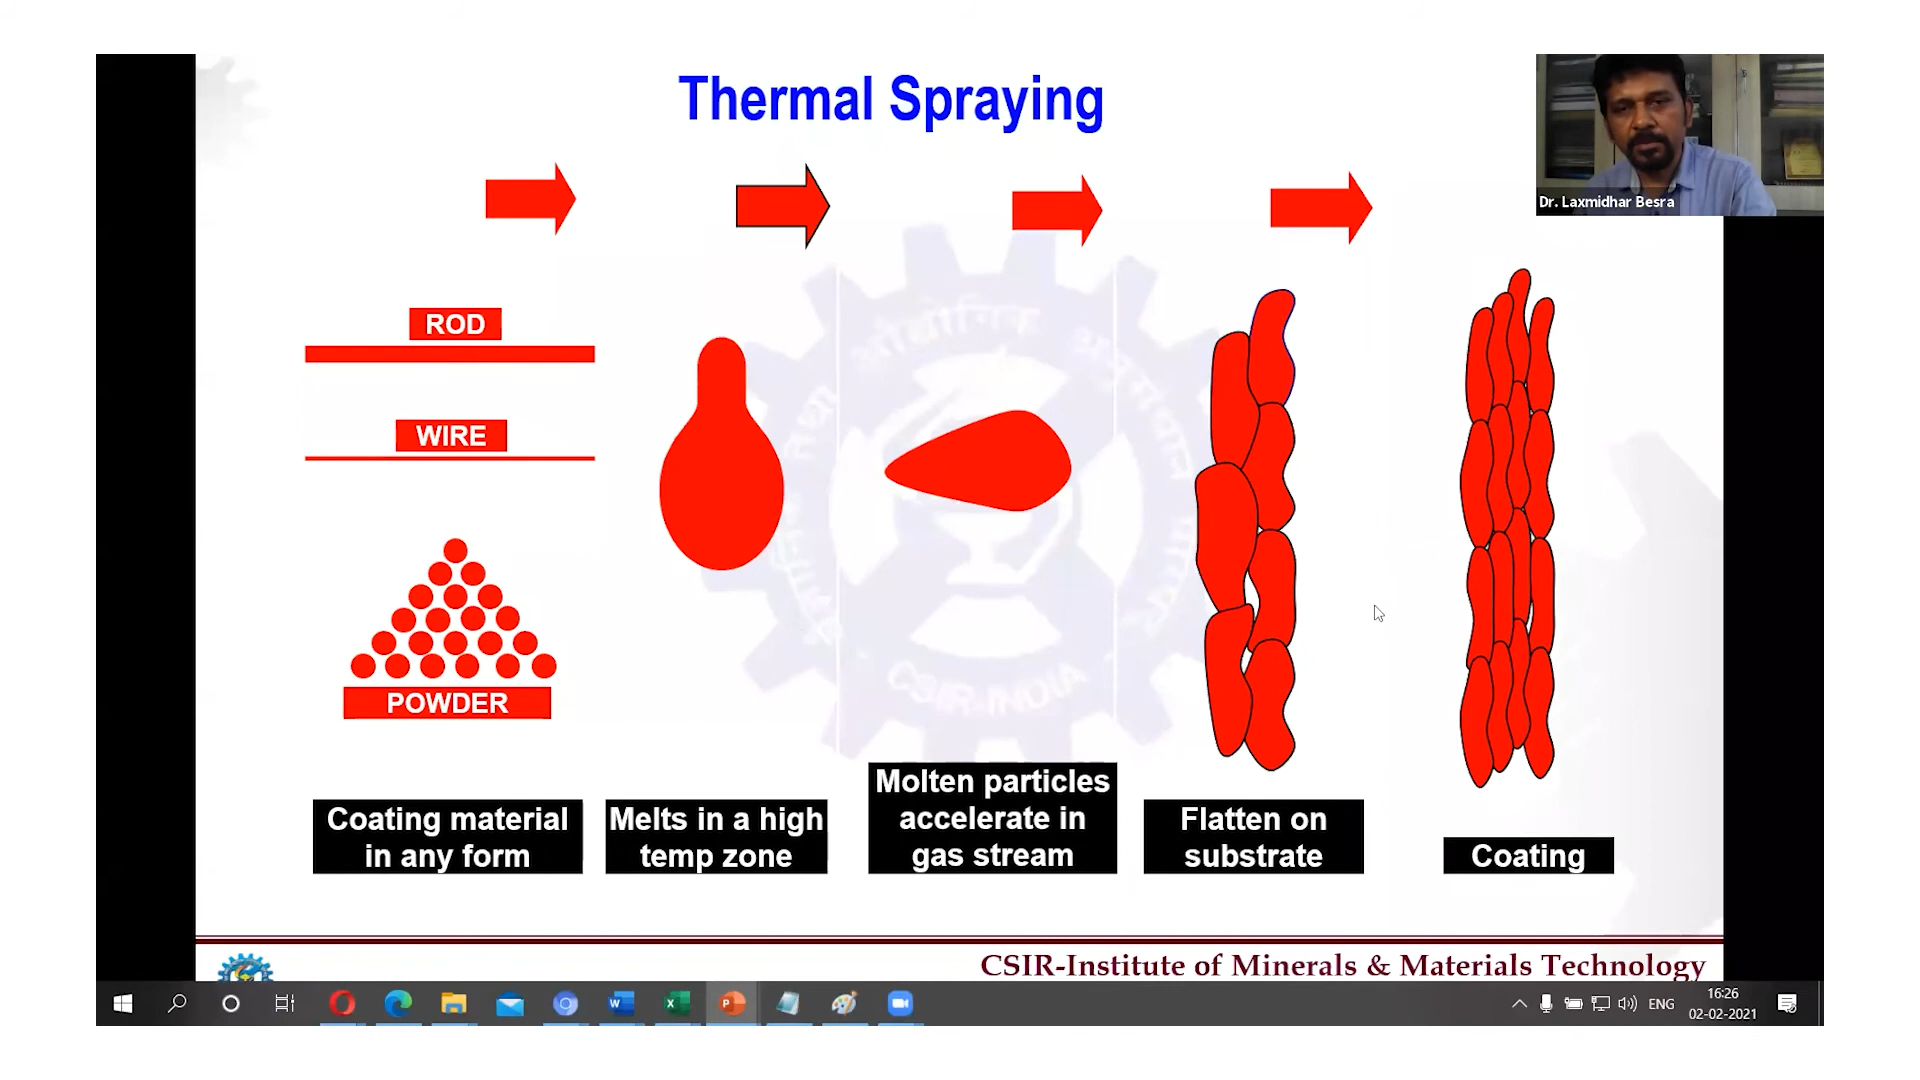 Thermal Spraying
Dr. Laxmidhar Besra
ROD
WIRE
POWDER
Coating material
in any form
Melts in a high
temp zone
Molten particles
accelerate in
gas stream
Flatten on
substrate
Coating
CSIR-INDIA
CSIR-Institute of Minerals & Materials Technology
ENG
16:26
02-02-2021